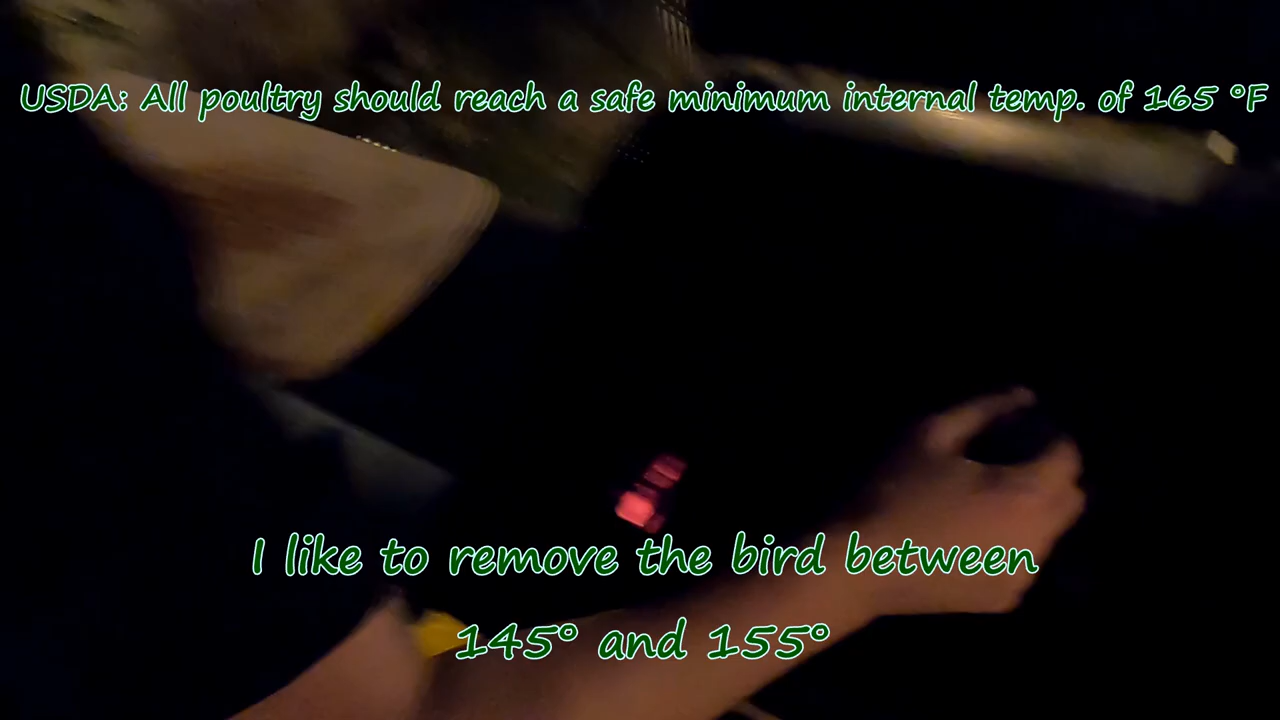 USDA: All poultry should reach a safe minimum internal temp. of 165 °F
I like to remove the bird between
145° and 155°